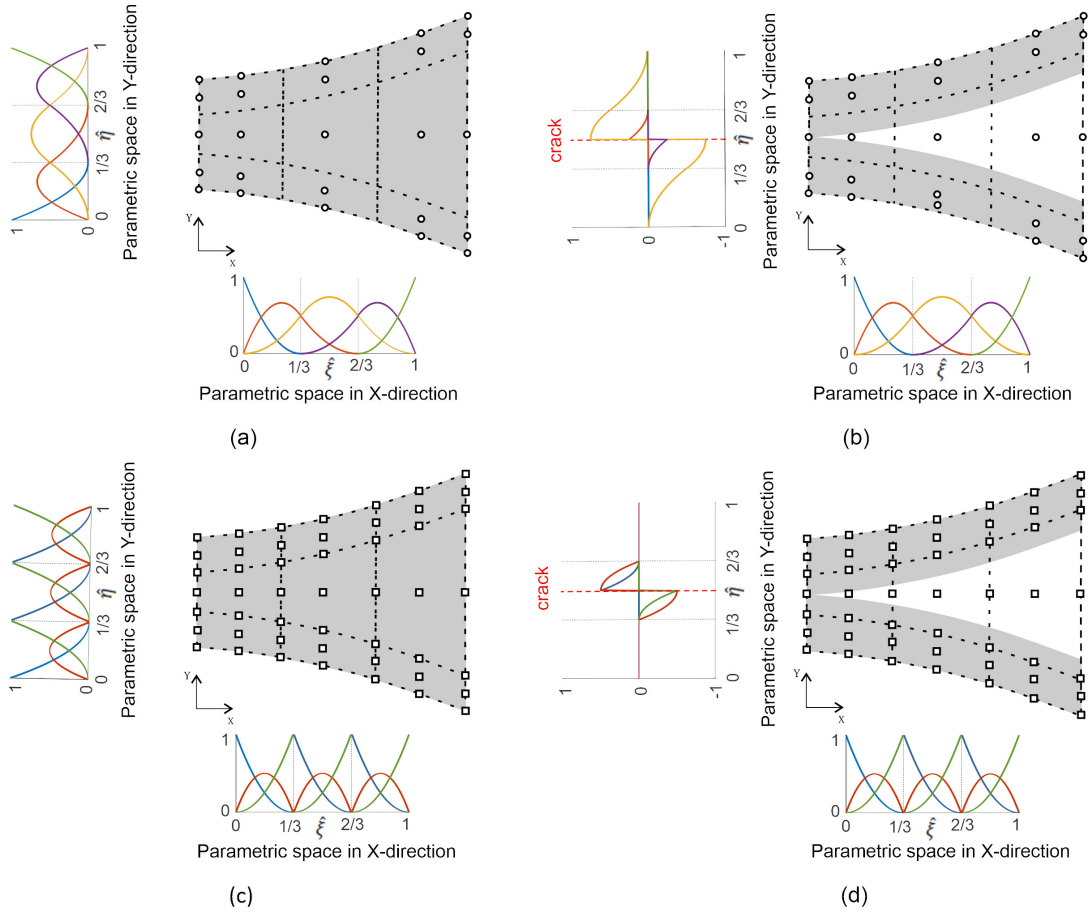 Parametric space in Y-direction
η̂
0
1/3
2/3
1
1
0
Y
X
1
0
0
1/3
2/3
1
ξ̂
Parametric space in X-direction
(a)
crack
1
0
-1
0
1/3
2/3
1
η̂
Parametric space in Y-direction
Y
X
1
0
0
1/3
2/3
1
ξ̂
Parametric space in X-direction
(b)
Parametric space in Y-direction
η̂
0
1/3
2/3
1
1
0
Y
X
1
0
0
1/3
2/3
1
ξ̂
Parametric space in X-direction
(c)
crack
1
0
-1
0
1/3
2/3
1
η̂
Parametric space in Y-direction
Y
X
1
0
0
1/3
2/3
1
ξ̂
Parametric space in X-direction
(d)